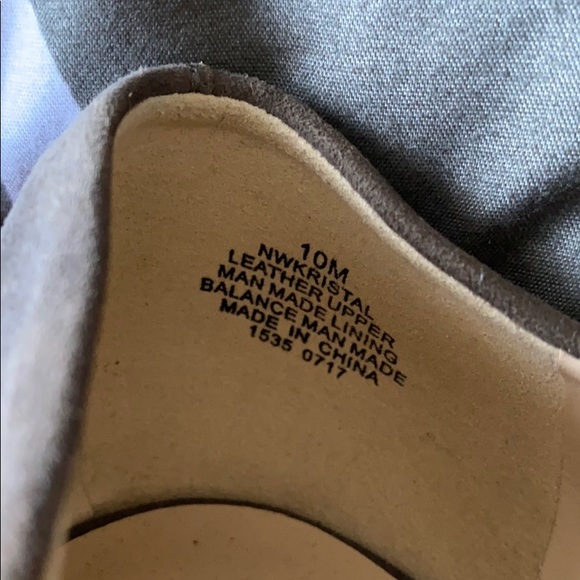 10M
NWKRISTAL
LEATHER UPPER
MAN MADE LINING
BALANCE MAN MADE
MADE IN CHINA
1535 0717